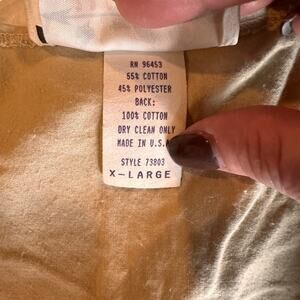 RN 96453
55% COTTON
45% POLYESTER
BACK:
100% COTTON
DRY CLEAN ONLY
MADE IN U.S.A
STYLE 73803
X-LARGE